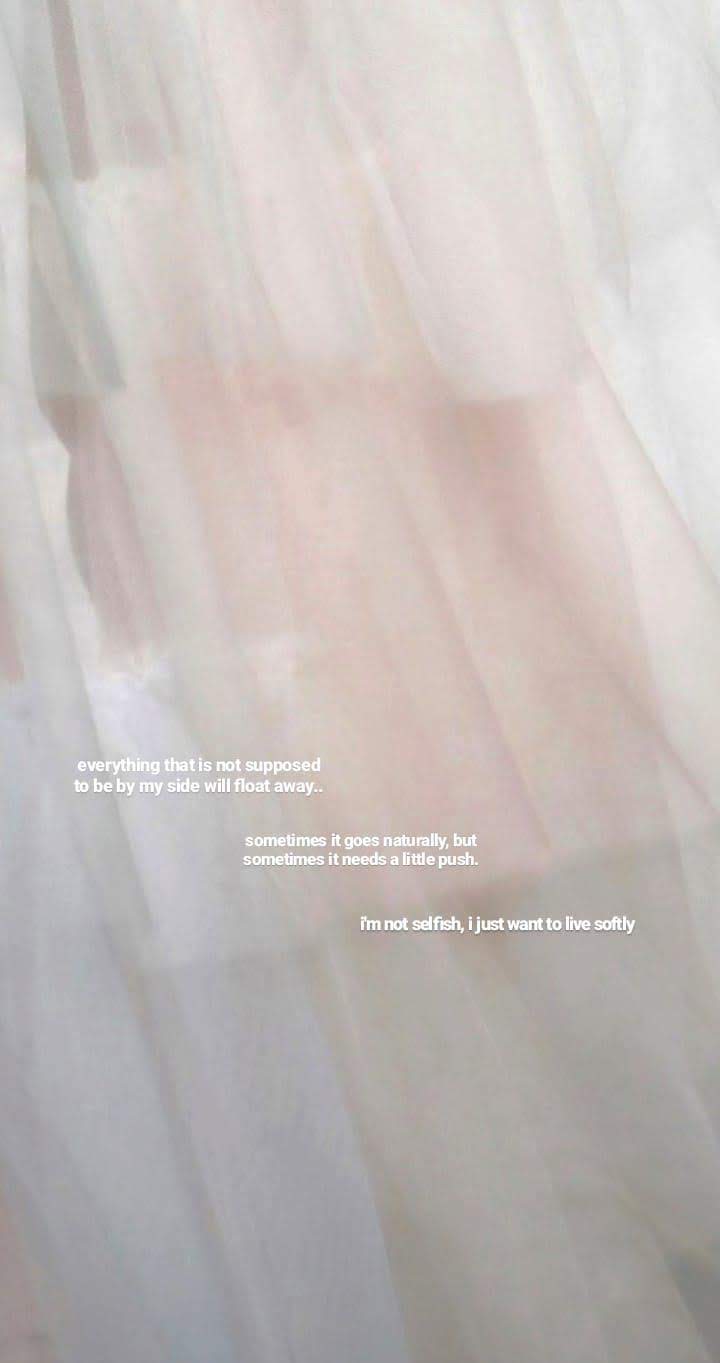 everything that is not supposed
to be by my side will float away..
sometimes it goes naturally, but
sometimes it needs a little push.
i'm not selfish, i just want to live softly